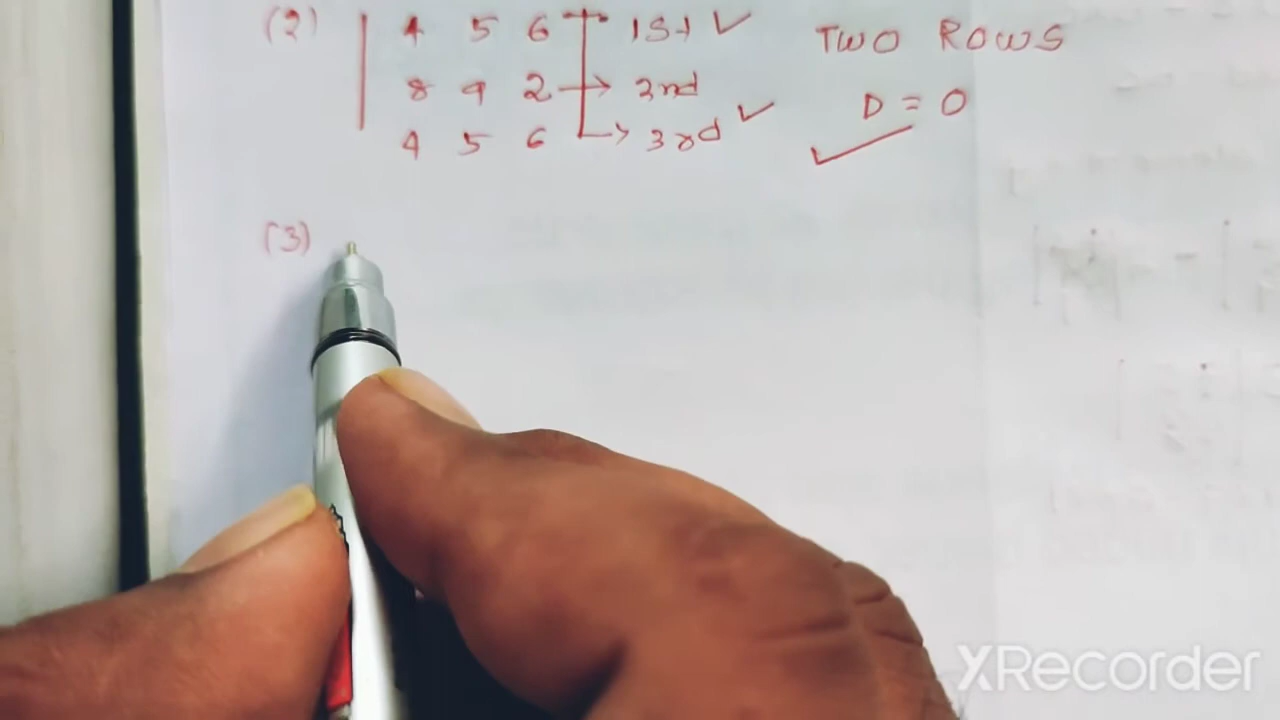 (2) | 4 5 6 → 1st ✓ TWO ROWS
8 9 2 → 2nd D = 0
4 5 6 → 3rd ✓ ✓
(3)
XRecorder